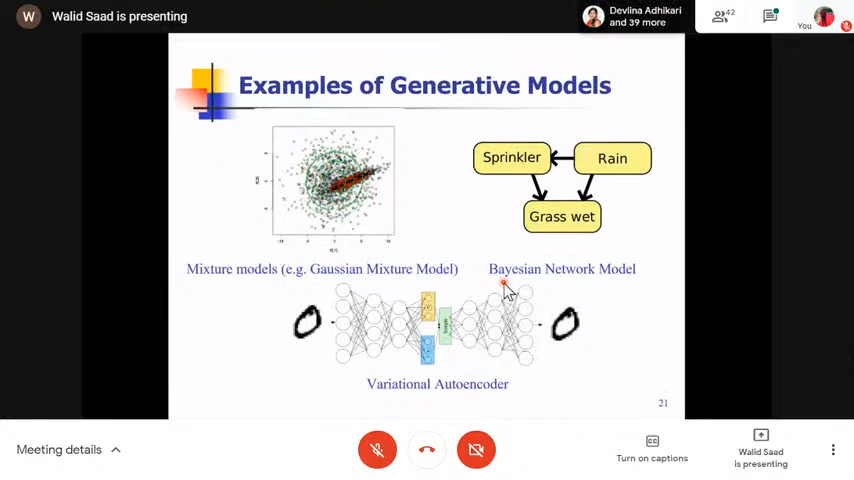 W Walid Saad is presenting
Devlina Adhikari
and 39 more
42
You
Examples of Generative Models
Sprinkler
Rain
Grass wet
Mixture models (e.g. Gaussian Mixture Model)
Bayesian Network Model
Variational Autoencoder
21
Meeting details
CC
Turn on captions
Walid Saad
is presenting